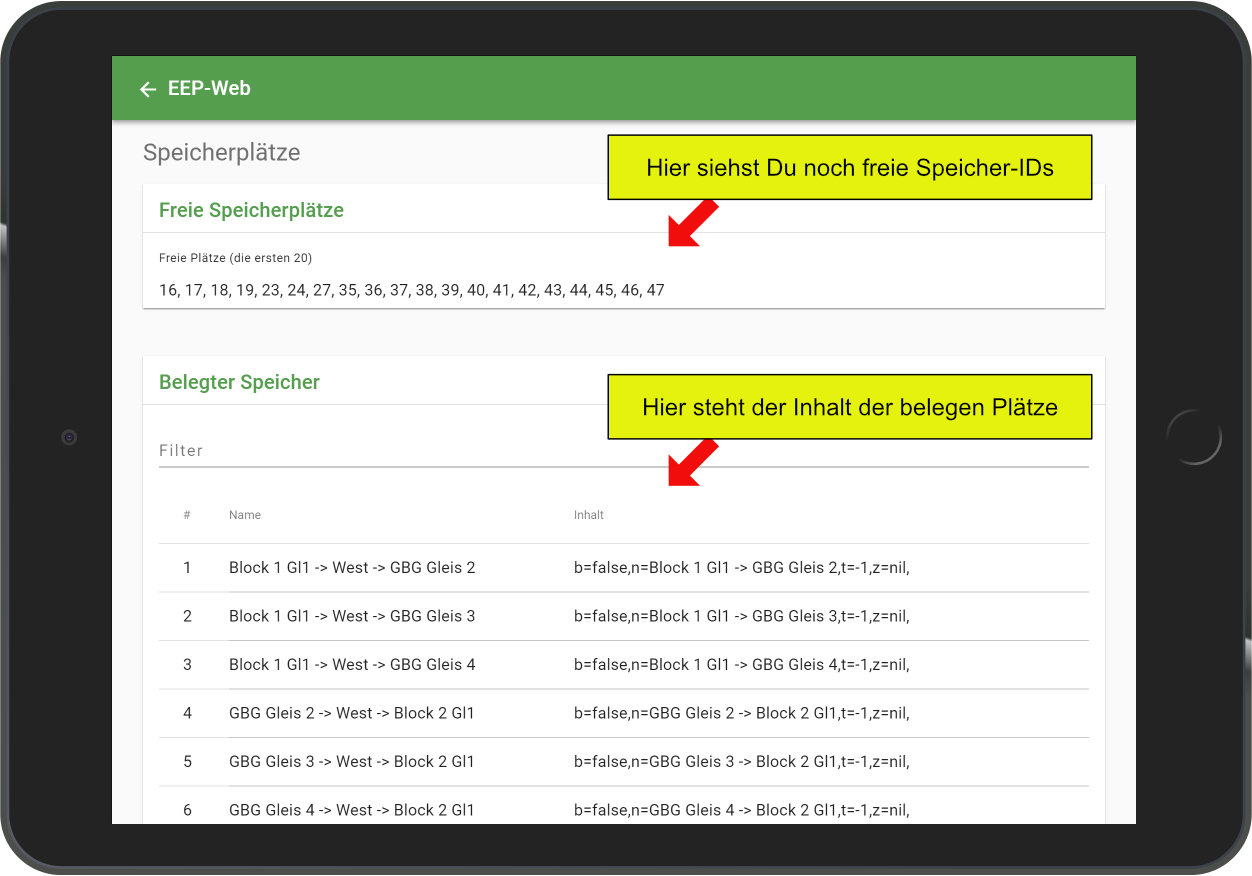 EEP-Web
Speicherplätze
Hier siehst Du noch freie Speicher-IDs
Freie Speicherplätze
Freie Plätze (die ersten 20)
16, 17, 18, 19, 23, 24, 27, 35, 36, 37, 38, 39, 40, 41, 42, 43, 44, 45, 46, 47
Belegter Speicher
Hier steht der Inhalt der belegen Plätze
Filter
# Name Inhalt
1 Block 1 Gl1 -> West -> GBG Gleis 2 b=false,n=Block 1 Gl1 -> GBG Gleis 2,t=-1,z=nil,
2 Block 1 Gl1 -> West -> GBG Gleis 3 b=false,n=Block 1 Gl1 -> GBG Gleis 3,t=-1,z=nil,
3 Block 1 Gl1 -> West -> GBG Gleis 4 b=false,n=Block 1 Gl1 -> GBG Gleis 4,t=-1,z=nil,
4 GBG Gleis 2 -> West -> Block 2 Gl1 b=false,n=GBG Gleis 2 -> Block 2 Gl1,t=-1,z=nil,
5 GBG Gleis 3 -> West -> Block 2 Gl1 b=false,n=GBG Gleis 3 -> Block 2 Gl1,t=-1,z=nil,
6 GBG Gleis 4 -> West -> Block 2 Gl1 b=false,n=GBG Gleis 4 -> Block 2 Gl1,t=-1,z=nil,